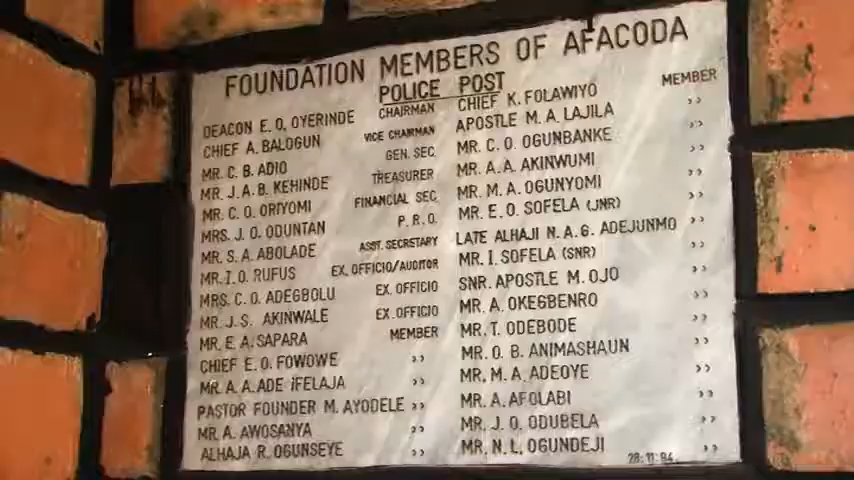 FOUNDATION MEMBERS OF AFACODA
POLICE POST
DEACON E. O. OYERINDE CHAIRMAN
CHIEF A. BALOGUN VICE CHAIRMAN
MR. C. B. ADIO GEN. SEC.
MR. J. A. B. KEHINDE TREASURER
MR. C. O. ORIYOMI FINANCIAL SEC.
MRS. J. O. ODUNTAN P. R. O.
MR. S. A. ABOLADE ASST. SECRETARY
MR. I. O. RUFUS EX. OFFICIO/AUDITOR
MRS. C. O. ADEGBOLU EX. OFFICIO
MR. J. S. AKINWALE EX. OFFICIO
MR. E. A. SAPARA MEMBER
CHIEF E. O. FOWOWE ,,
MR. A. A. ADE IFELAJA ,,
PASTOR FOUNDER M. AYODELE ,,
MR. A. AWOSANYA ,,
ALHAJA R. OGUNSEYE ,,
CHIEF K. FOLAWIYO MEMBER
APOSTLE M. A. LAJILA ,,
MR. C. O. OGUNBANKE ,,
MR. A. A. AKINWUMI ,,
MR. M. A. OGUNYOMI ,,
MR. E. O. SOFELA (JNR) ,,
LATE ALHAJI N. A. G. ADEJUNMO ,,
MR. I. SOFELA (SNR) ,,
SNR. APOSTLE M. OJO ,,
MR. A. OKEGBENRO ,,
MR. T. ODEBODE ,,
MR. O. B. ANIMASHAUN ,,
MR. M. A. ADEOYE ,,
MR. A. AFOLABI ,,
MR. J. O. ODUBELA ,,
MR. N. L. OGUNDEJI ,,
28.11.94.